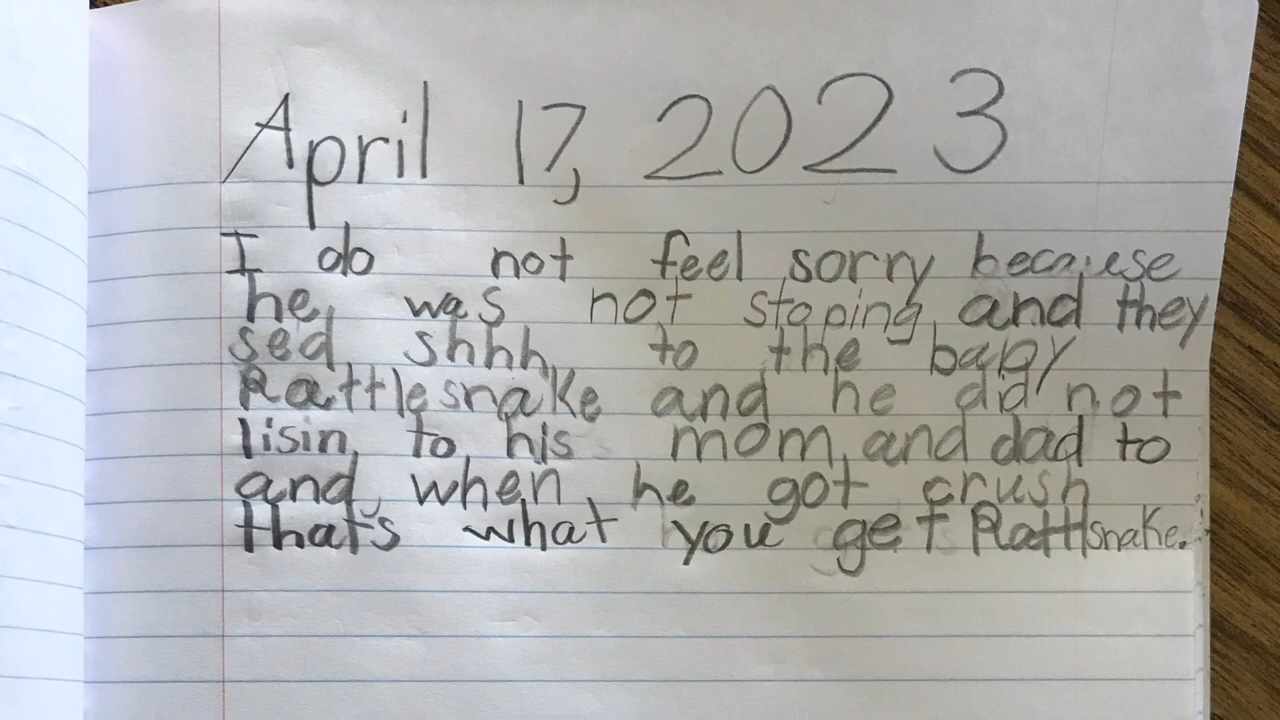 April 17, 2023
I do not feel sorry because
he was not stoping and they
sed shhh to the baby
Rattlesnake and he did not
lisin to his mom and dad to
and when he got crush
that's what you get Rattlsnake.